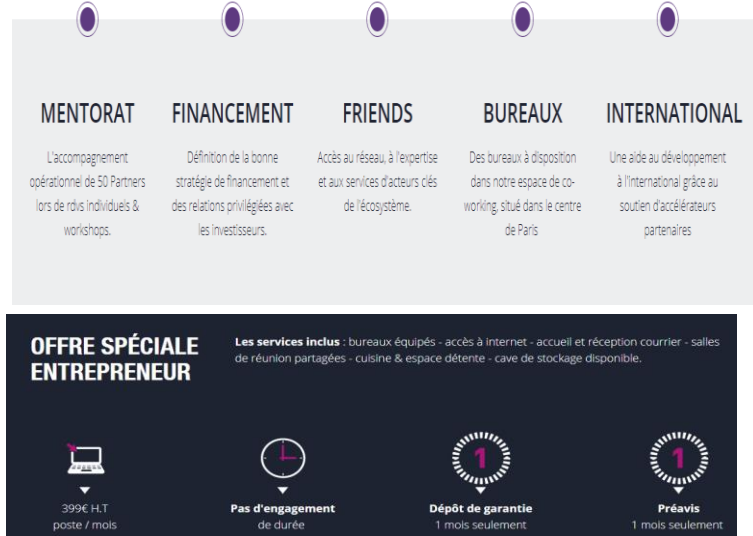 MENTORAT
L'accompagnement
opérationnel de 50 Partners
lors de rdvs individuels &
workshops.
FINANCEMENT
Définition de la bonne
stratégie de financement et
des relations privilégiées avec
les investisseurs.
FRIENDS
Accès au réseau, à l'expertise
et aux services d'acteurs clés
de l'écosystème.
BUREAUX
Des bureaux à disposition
dans notre espace de co-
working, situé dans le centre
de Paris
INTERNATIONAL
Une aide au développement
à l'international grâce au
soutien d'accélérateurs
partenaires
OFFRE SPÉCIALE
ENTREPRENEUR
Les services inclus : bureaux équipés - accès à internet - accueil et réception courrier - salles
de réunion partagées - cuisine & espace détente - cave de stockage disponible.
399€ H.T
poste / mois
Pas d'engagement
de durée
1
Dépôt de garantie
1 mois seulement
1
Préavis
1 mois seulement